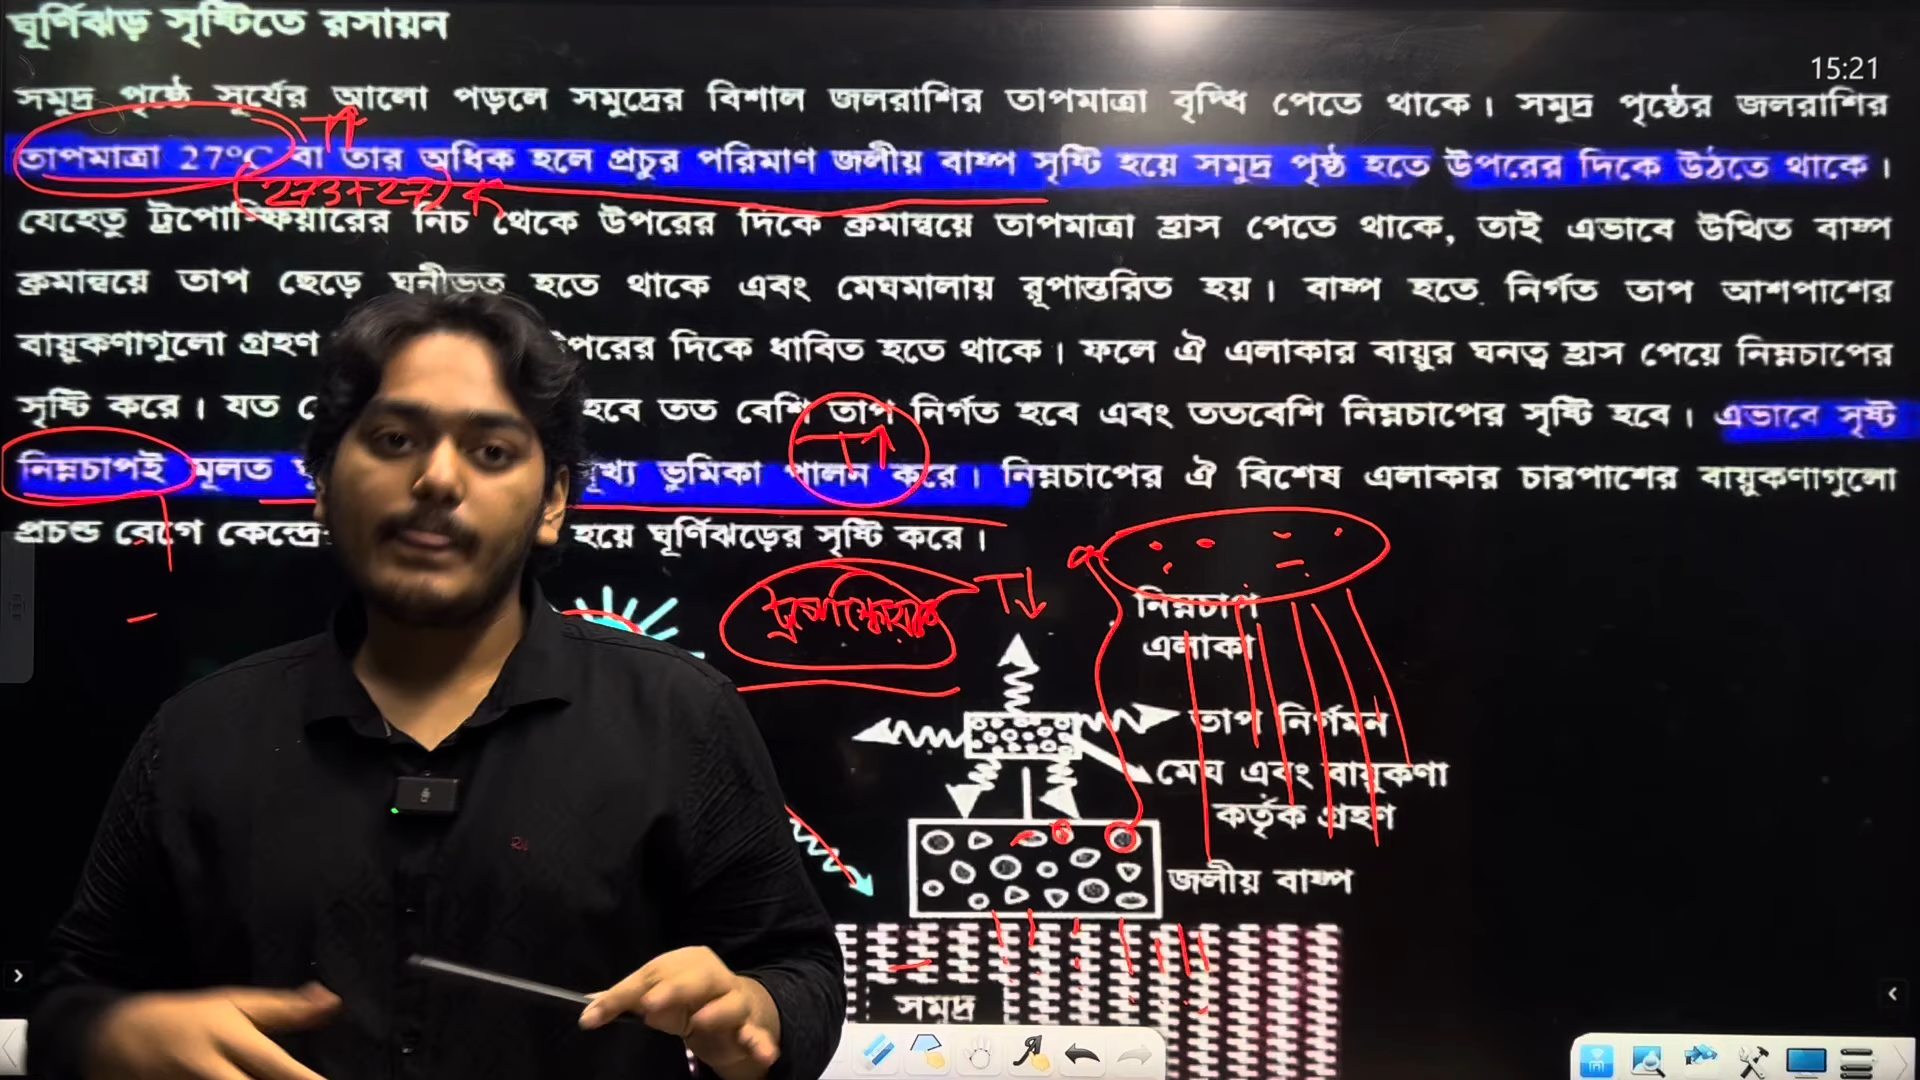 ঘূর্ণিঝড় সৃষ্টিতে রসায়ন
15:21
সমুদ্র পৃষ্ঠে সূর্যের আলো পড়লে সমুদ্রের বিশাল জলরাশির তাপমাত্রা বৃদ্ধি পেতে থাকে। সমুদ্র পৃষ্ঠের জলরাশির
T↑
তাপমাত্রা 27°C বা তার অধিক হলে প্রচুর পরিমাণ জলীয় বাষ্প সৃষ্টি হয়ে সমুদ্র পৃষ্ঠ হতে উপরের দিকে উঠতে থাকে।
(273+27) K
যেহেতু ট্রপোস্ফিয়ারের নিচ থেকে উপরের দিকে ক্রমান্বয়ে তাপমাত্রা হ্রাস পেতে থাকে, তাই এভাবে উত্থিত বাষ্প
ক্রমান্বয়ে তাপ ছেড়ে ঘনীভূত হতে থাকে এবং মেঘমালায় রূপান্তরিত হয়। বাষ্প হতে নির্গত তাপ আশপাশের
বায়ুকণাগুলো গ্রহণ পরের দিকে ধাবিত হতে থাকে। ফলে ঐ এলাকার বায়ুর ঘনত্ব হ্রাস পেয়ে নিম্নচাপের
সৃষ্টি করে। যত হবে তত বেশি তাপ নির্গত হবে এবং ততবেশি নিম্নচাপের সৃষ্টি হবে। এভাবে সৃষ্ট
T↑
নিম্নচাপই মূলত ভুমিকা পালন করে। নিম্নচাপের ঐ বিশেষ এলাকার চারপাশের বায়ুকণাগুলো
প্রচন্ড বেগে কেন্দ্রে হয়ে ঘূর্ণিঝড়ের সৃষ্টি করে।
T↓
নিম্নচাপ
এলাকা
তাপ নির্গমন
মেঘ এবং বায়ুকণা
কর্তৃক গ্রহণ
জলীয় বাষ্প
সমুদ্র